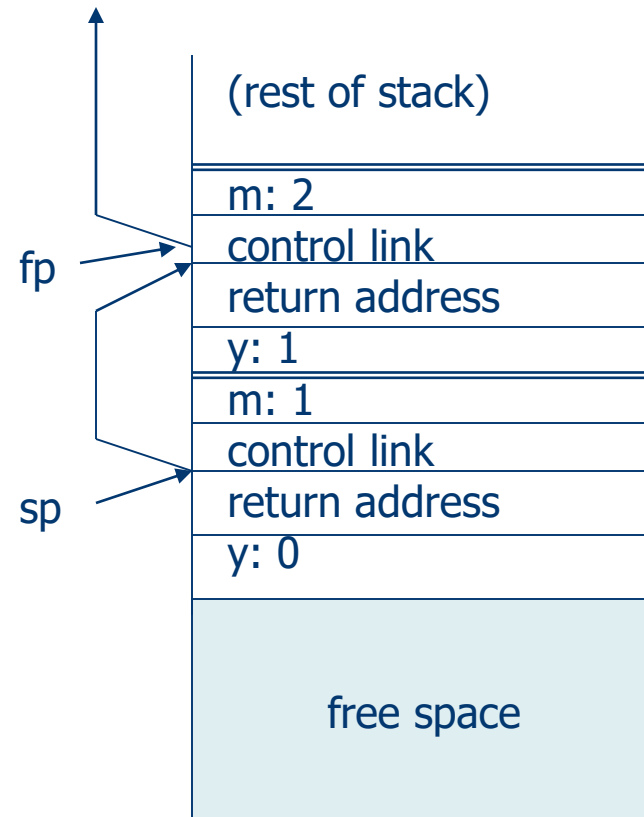 (rest of stack)
m: 2
control link
fp
return address
y: 1
m: 1
control link
return address
sp
y: 0
free space